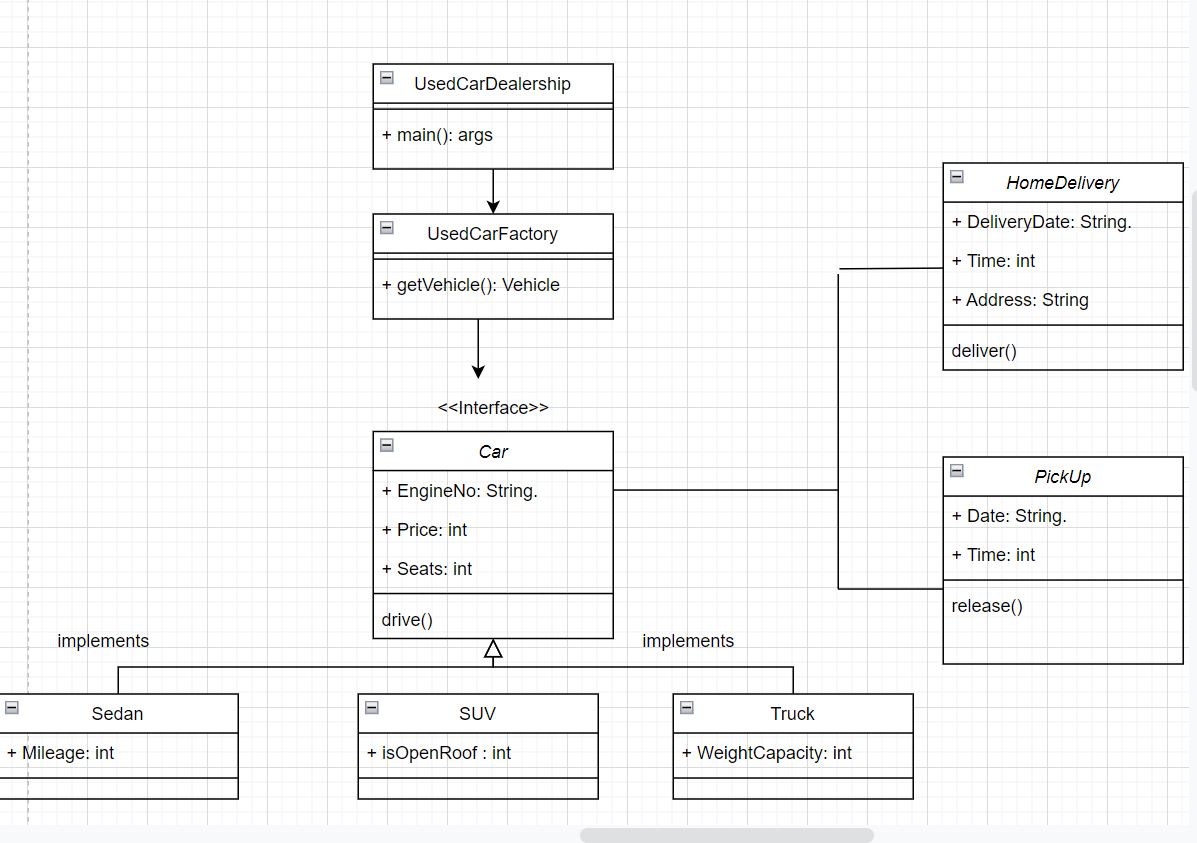 UsedCarDealership
+ main(): args
UsedCarFactory
+ getVehicle(): Vehicle
<<Interface>>
Car
+ EngineNo: String.
+ Price: int
+ Seats: int
drive()
HomeDelivery
+ DeliveryDate: String.
+ Time: int
+ Address: String
deliver()
PickUp
+ Date: String.
+ Time: int
release()
implements
implements
Sedan
+ Mileage: int
SUV
+ isOpenRoof : int
Truck
+ WeightCapacity: int